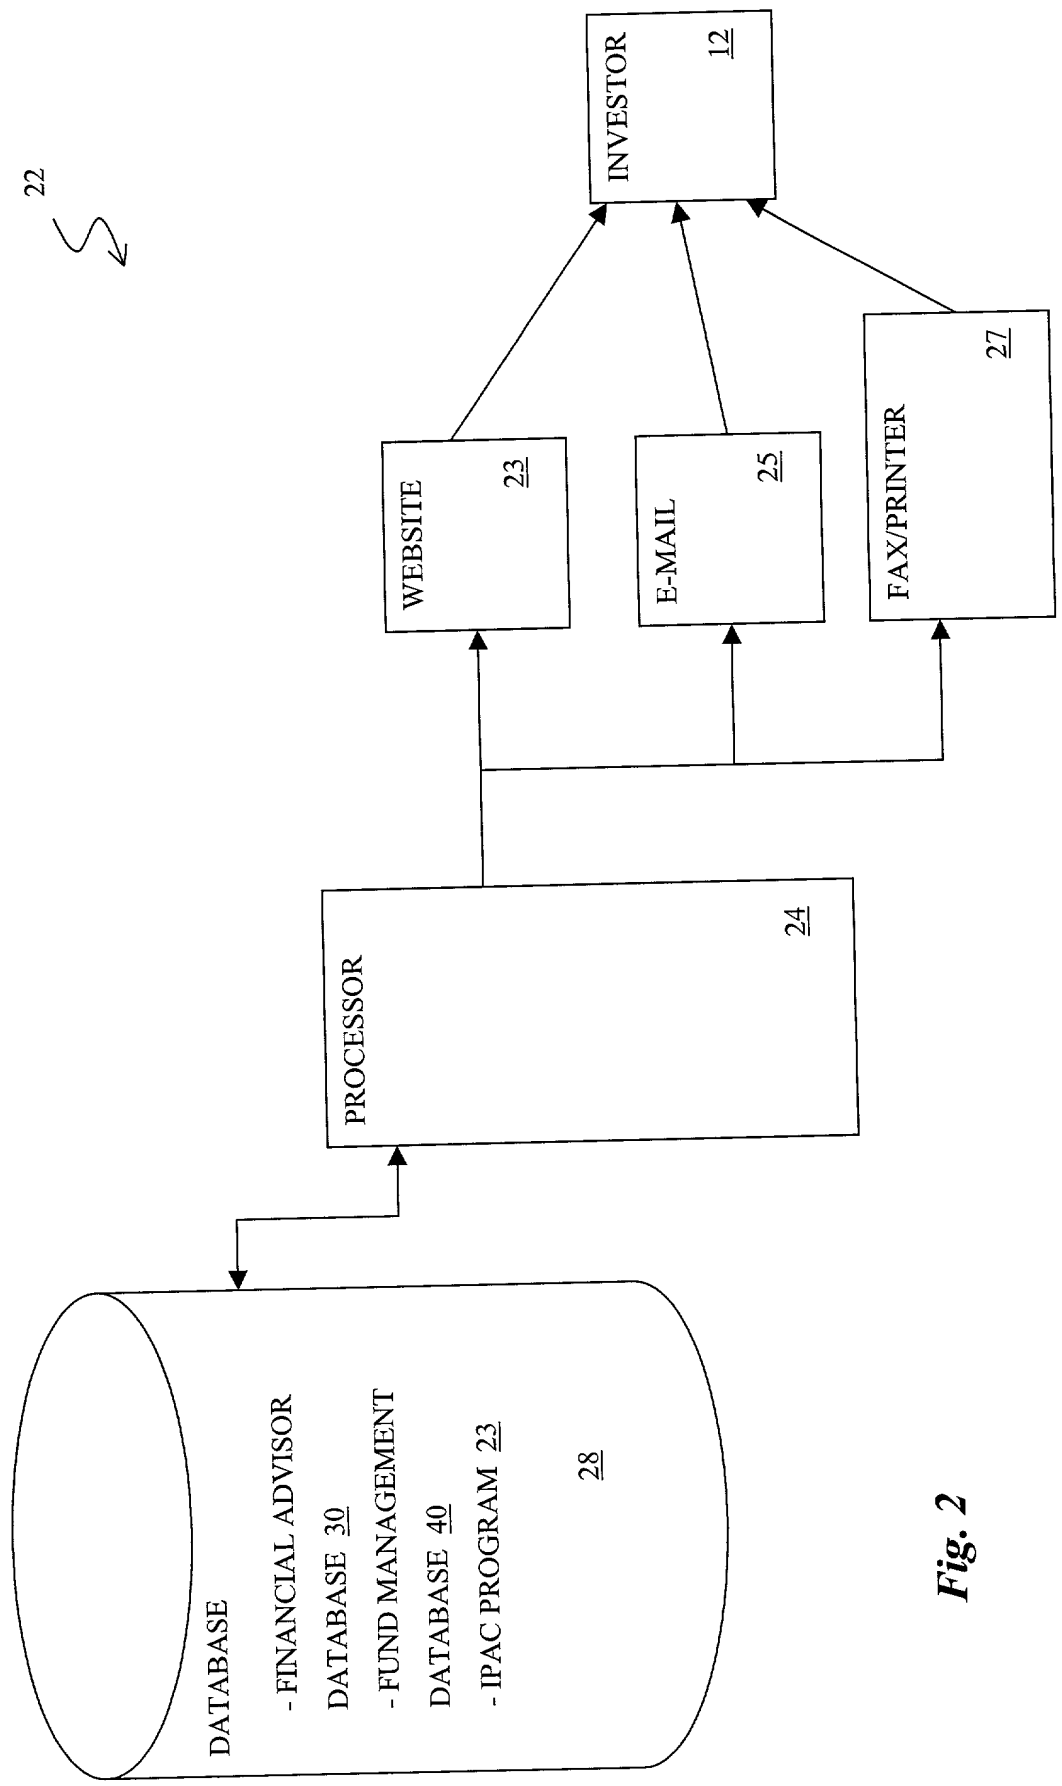 22
DATABASE
- FINANCIAL ADVISOR
DATABASE 30
- FUND MANAGEMENT
DATABASE 40
- IPAC PROGRAM 23
28
PROCESSOR
24
WEBSITE
23
E-MAIL
25
FAX/PRINTER
27
INVESTOR
12
Fig. 2